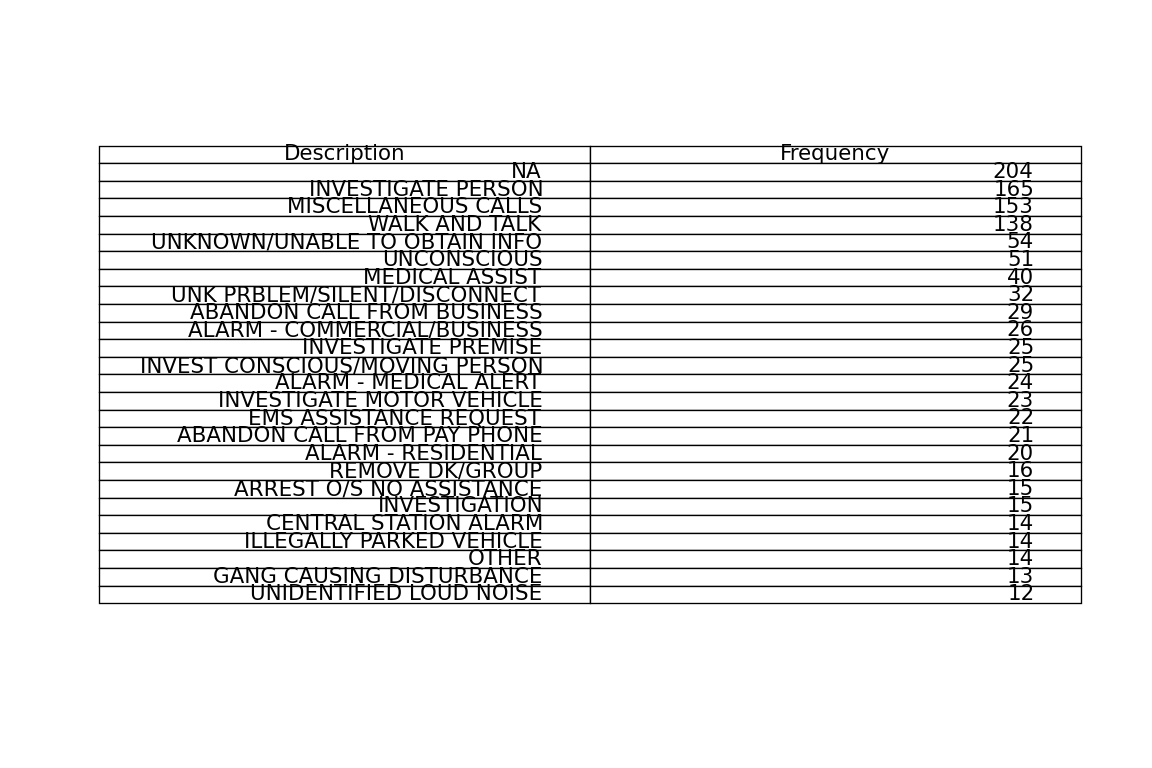 Description Frequency
NA 204
INVESTIGATE PERSON 165
MISCELLANEOUS CALLS 153
WALK AND TALK 138
UNKNOWN/UNABLE TO OBTAIN INFO 54
UNCONSCIOUS 51
MEDICAL ASSIST 40
UNK PRBLEM/SILENT/DISCONNECT 32
ABANDON CALL FROM BUSINESS 29
ALARM - COMMERCIAL/BUSINESS 26
INVESTIGATE PREMISE 25
INVEST CONSCIOUS/MOVING PERSON 25
ALARM - MEDICAL ALERT 24
INVESTIGATE MOTOR VEHICLE 23
EMS ASSISTANCE REQUEST 22
ABANDON CALL FROM PAY PHONE 21
ALARM - RESIDENTIAL 20
REMOVE DK/GROUP 16
ARREST O/S NO ASSISTANCE 15
INVESTIGATION 15
CENTRAL STATION ALARM 14
ILLEGALLY PARKED VEHICLE 14
OTHER 14
GANG CAUSING DISTURBANCE 13
UNIDENTIFIED LOUD NOISE 12